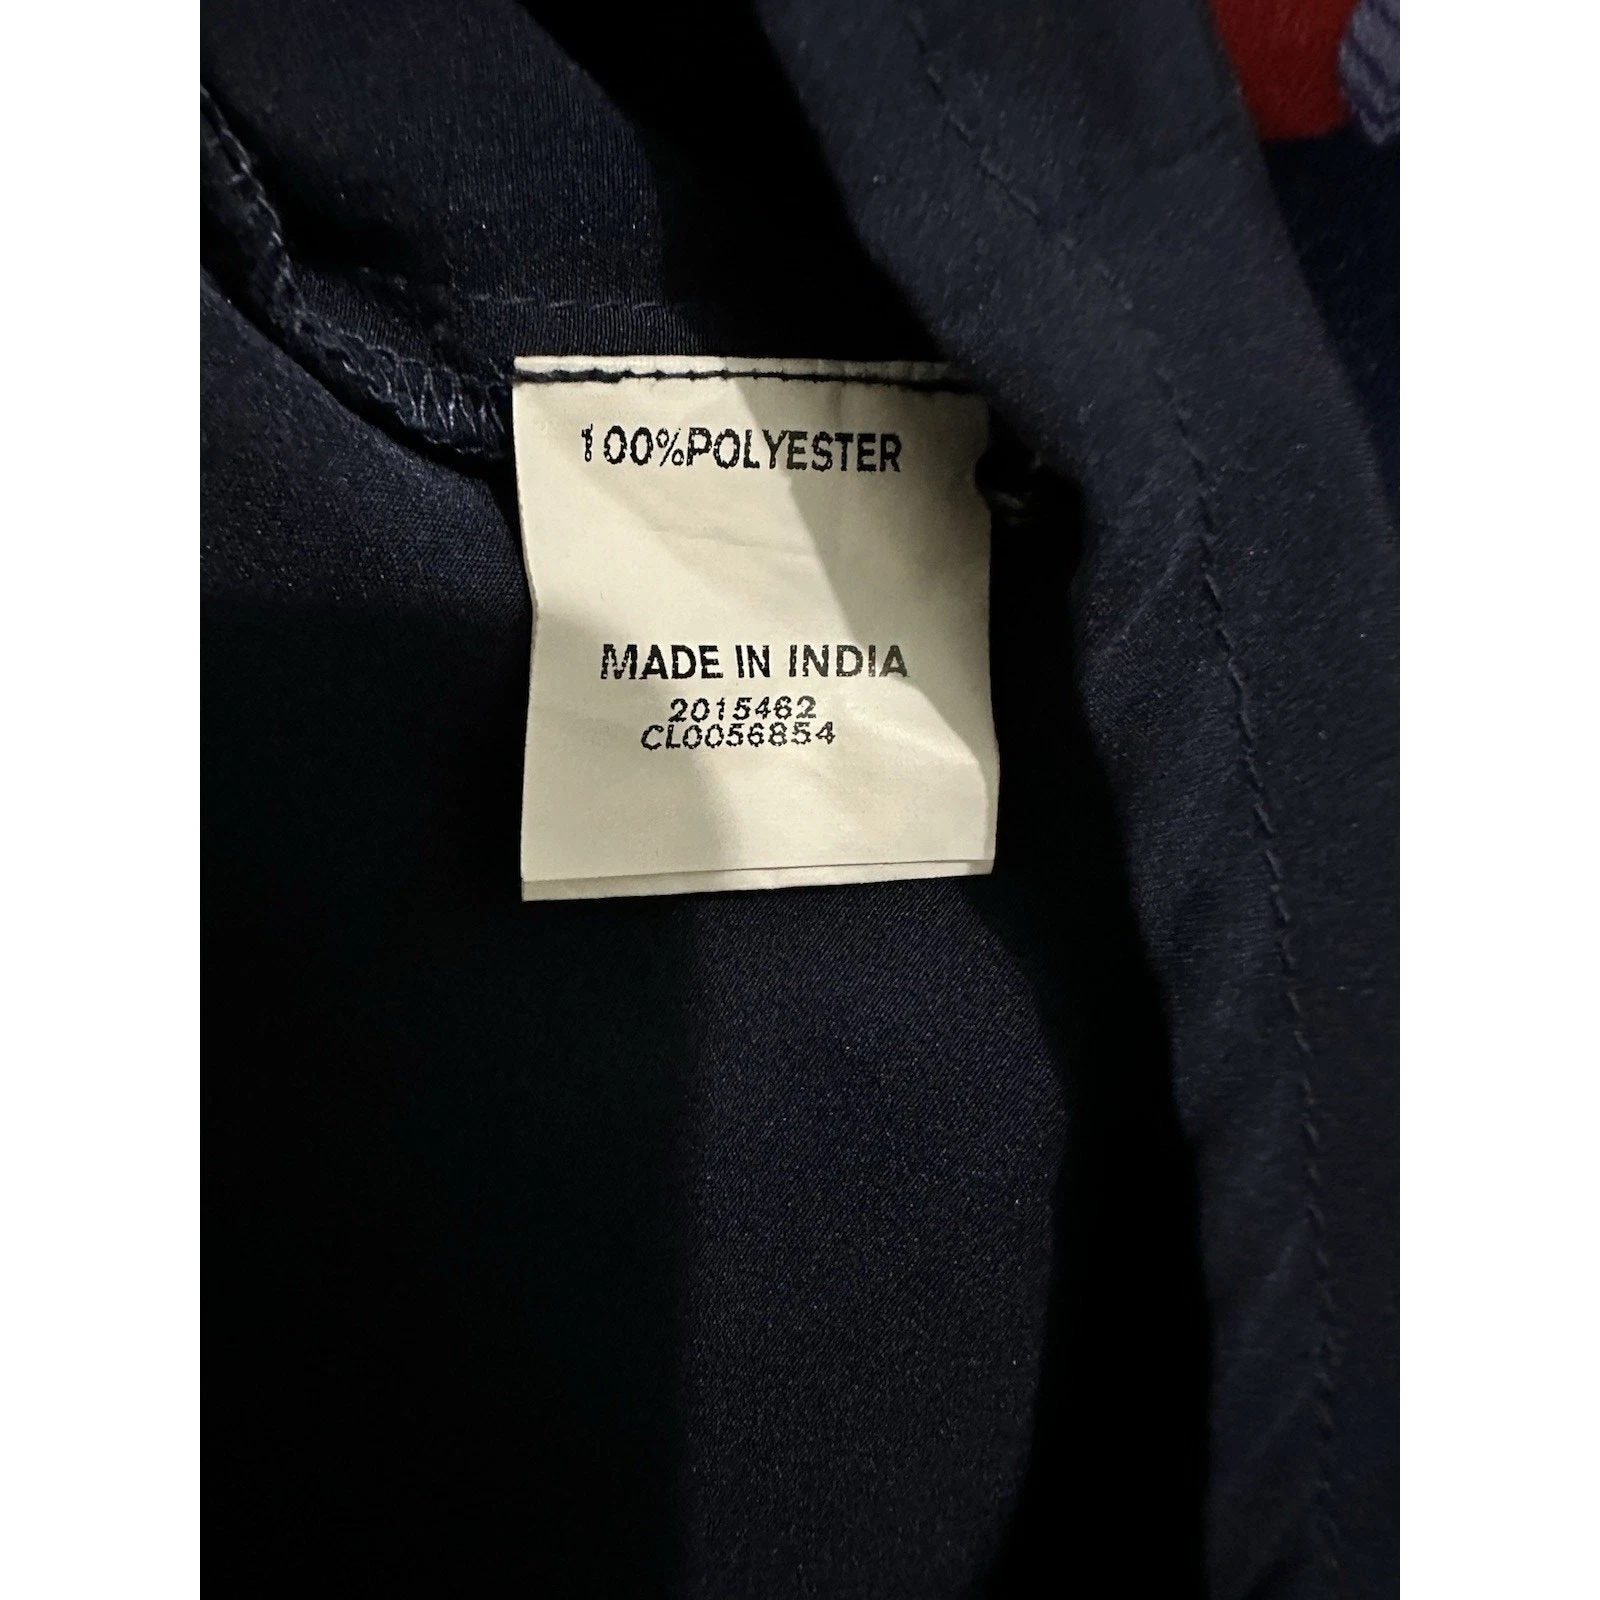 100%POLYESTER
MADE IN INDIA
2015462
CL0056854